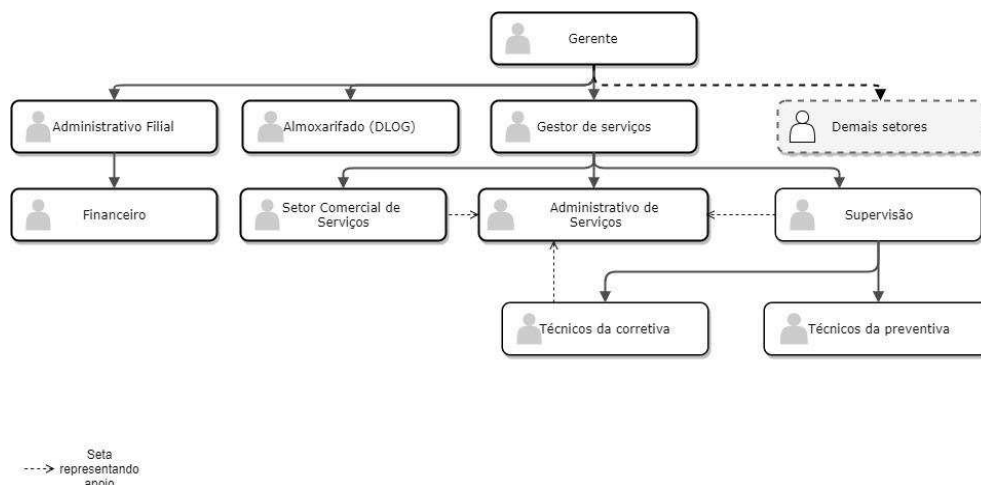 Gerente
Administrativo Filial
Almoxarifado (DLOG)
Gestor de serviços
Demais setores
Financeiro
Setor Comercial de
Serviços
Administrativo de
Serviços
Supervisão
Técnicos da corretiva
Técnicos da preventiva
Seta
representando
apoio